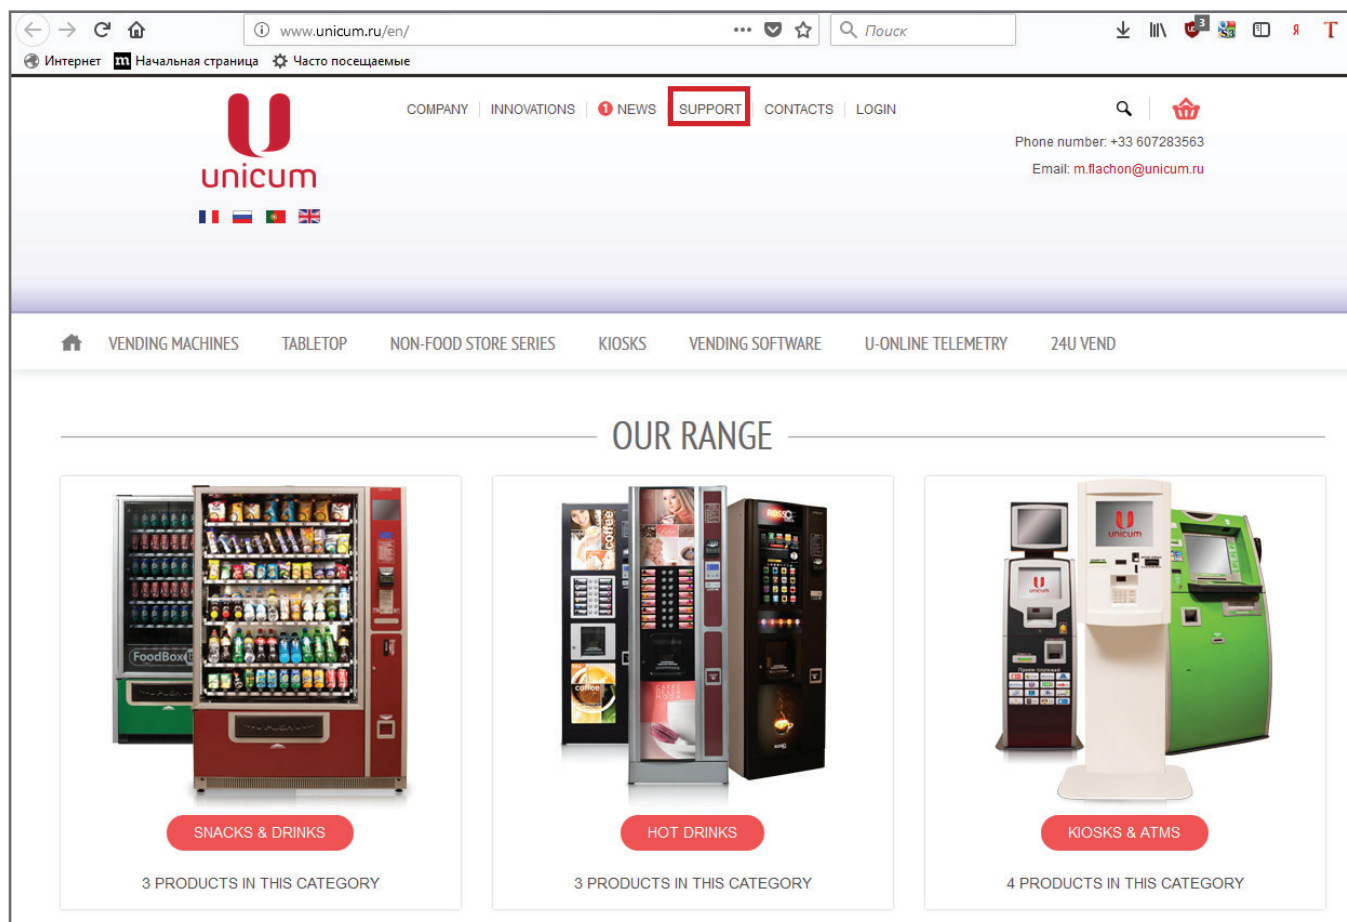 www.unicum.ru/en/
Поиск
3
Я
T
Интернет
m Начальная страница
Часто посещаемые
unicum
COMPANY
INNOVATIONS
1 NEWS
SUPPORT
CONTACTS
LOGIN
Phone number: +33 607283563
Email: m.flachon@unicum.ru
VENDING MACHINES
TABLETOP
NON-FOOD STORE SERIES
KIOSKS
VENDING SOFTWARE
U-ONLINE TELEMETRY
24U VEND
OUR RANGE
FoodBox
coffee
coffee
ROSSO
unicum
unicum
SNACKS & DRINKS
HOT DRINKS
KIOSKS & ATMS
3 PRODUCTS IN THIS CATEGORY
3 PRODUCTS IN THIS CATEGORY
4 PRODUCTS IN THIS CATEGORY